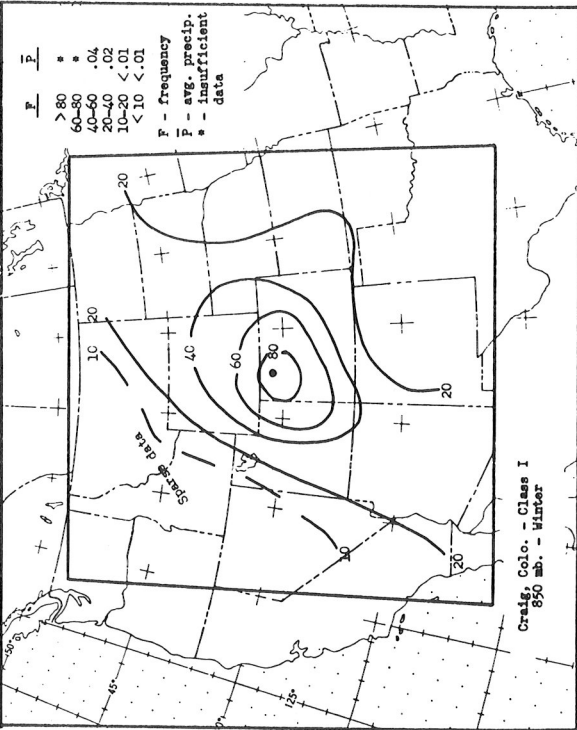 F P̅
>80 *
60-80 *
40-60 .04
20-40 .02
10-20 <.01
<10 <.01
F - frequency
P̅ - avg. precip.
* - insufficient
data
50°
45°
125°
0°
10
20
20
40
60
80
Sparse data
10
20
20
Craig, Colo. - Class I
850 mb. - Winter